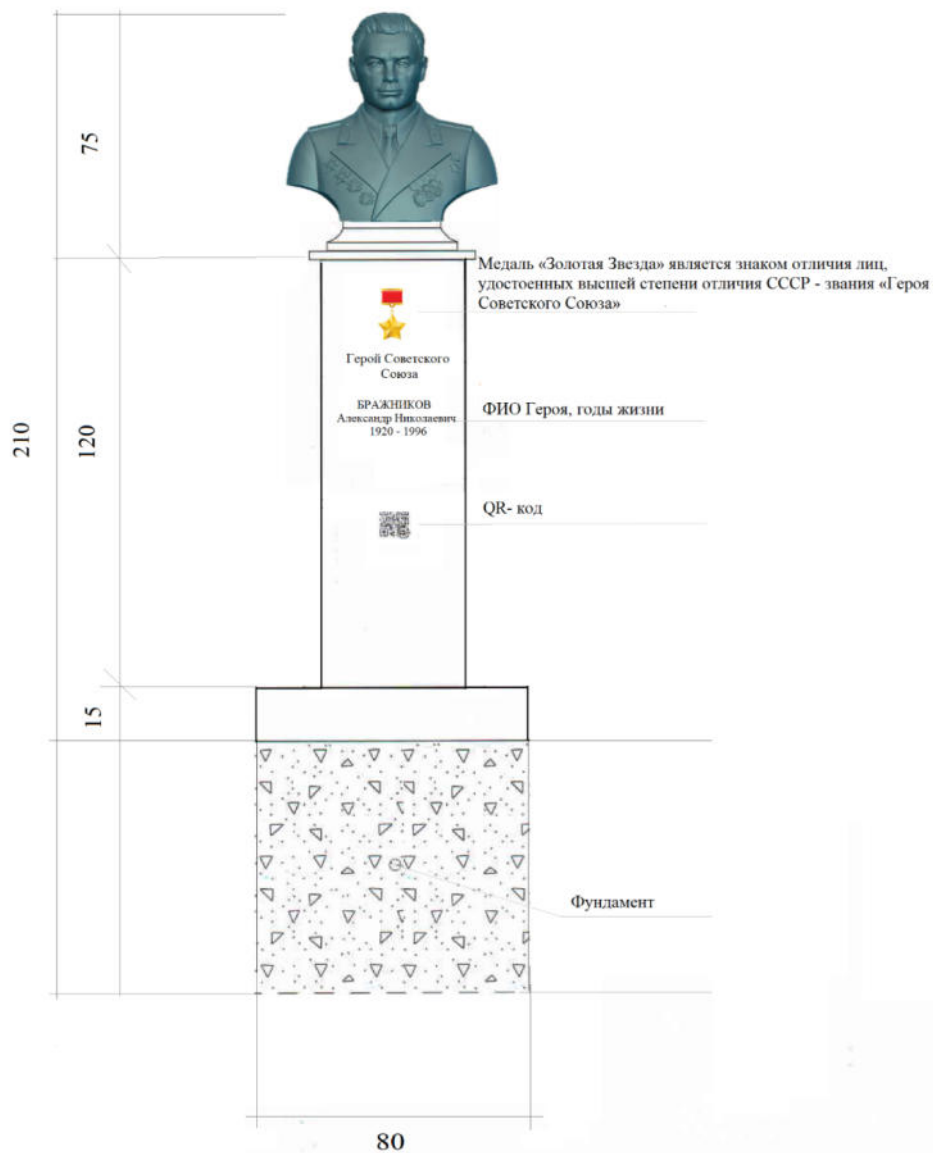 75
Медаль «Золотая Звезда» является знаком отличия лиц,
удостоенных высшей степени отличия СССР - звания «Героя
Советского Союза»
Герой Советского
Союза
БРАЖНИКОВ
Александр Николаевич
1920 - 1996
ФИО Героя, годы жизни
210
120
QR- код
15
Фундамент
80